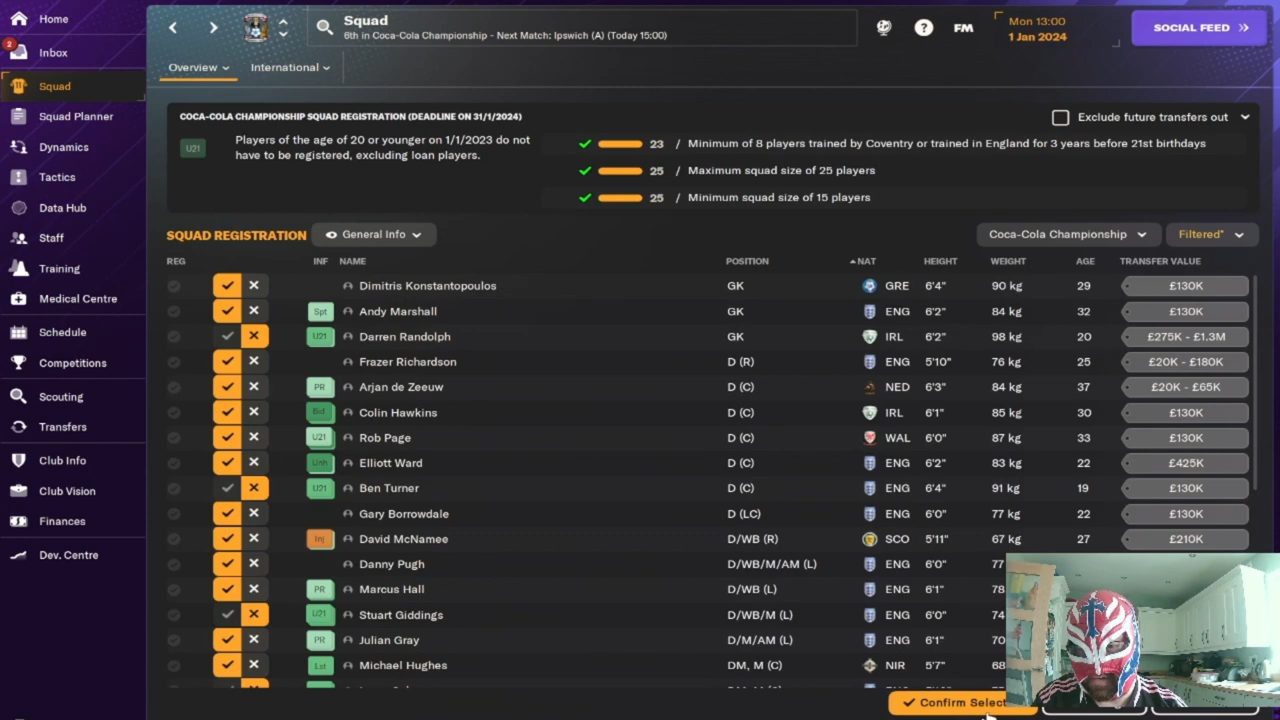 Home
Squad
6th in Coca-Cola Championship - Next Match: Ipswich (A) (Today 15:00)
?
FM
Mon 13:00
1 Jan 2024
SOCIAL FEED
2
Inbox
Overview
International
Squad
Squad Planner
Dynamics
Tactics
Data Hub
Staff
Training
Medical Centre
Schedule
Competitions
Scouting
Transfers
Club Info
Club Vision
Finances
Dev. Centre
COCA-COLA CHAMPIONSHIP SQUAD REGISTRATION (DEADLINE ON 31/1/2024)
Exclude future transfers out
U21
Players of the age of 20 or younger on 1/1/2023 do not
have to be registered, excluding loan players.
23 / Minimum of 8 players trained by Coventry or trained in England for 3 years before 21st birthdays
25 / Maximum squad size of 25 players
25 / Minimum squad size of 15 players
SQUAD REGISTRATION
General Info
Coca-Cola Championship
Filtered*
REG INF NAME POSITION NAT HEIGHT WEIGHT AGE TRANSFER VALUE
Dimitris Konstantopoulos GK GRE 6'4" 90 kg 29 £130K
Spt Andy Marshall GK ENG 6'2" 84 kg 32 £130K
U21 Darren Randolph GK IRL 6'2" 98 kg 20 £275K - £1.3M
Frazer Richardson D (R) ENG 5'10" 76 kg 25 £20K - £180K
PR Arjan de Zeeuw D (C) NED 6'3" 84 kg 37 £20K - £65K
Bid Colin Hawkins D (C) IRL 6'1" 85 kg 30 £130K
U21 Rob Page D (C) WAL 6'0" 87 kg 33 £130K
Unh Elliott Ward D (C) ENG 6'2" 83 kg 22 £425K
U21 Ben Turner D (C) ENG 6'4" 91 kg 19 £130K
Gary Borrowdale D (LC) ENG 6'0" 77 kg 22 £130K
Inj David McNamee D/WB (R) SCO 5'11" 67 kg 27 £210K
Danny Pugh D/WB/M/AM (L) ENG 6'0" 77
PR Marcus Hall D/WB (L) ENG 6'1" 78
U21 Stuart Giddings D/WB/M (L) ENG 6'0" 74
PR Julian Gray D/M/AM (L) ENG 6'1" 70
Lst Michael Hughes DM, M (C) NIR 5'7" 68
Confirm Select